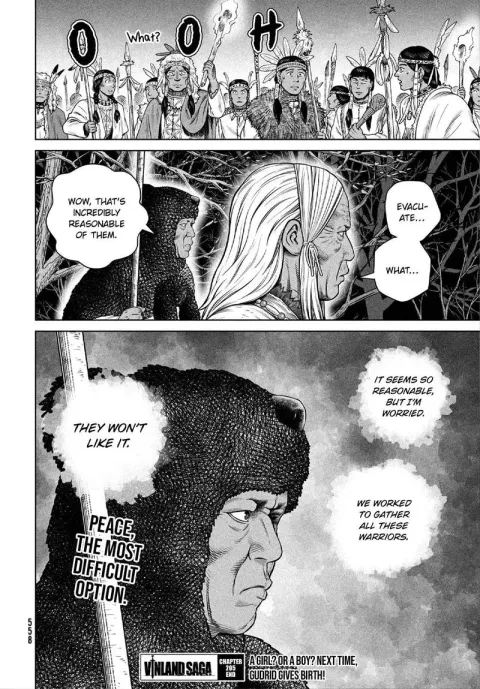 What?
O O H
EVACU-
ATE...
WHAT...
WOW, THAT'S
INCREDIBLY
REASONABLE
OF THEM.
IT SEEMS SO
REASONABLE,
BUT I'M
WORRIED.
THEY WON'T
LIKE IT.
WE WORKED
TO GATHER
ALL THESE
WARRIORS.
PEACE,
THE MOST
DIFFICULT
OPTION.
558
VINLAND SAGA
CHAPTER
205
END
A GIRL? OR A BOY? NEXT TIME,
GUDRID GIVES BIRTH!